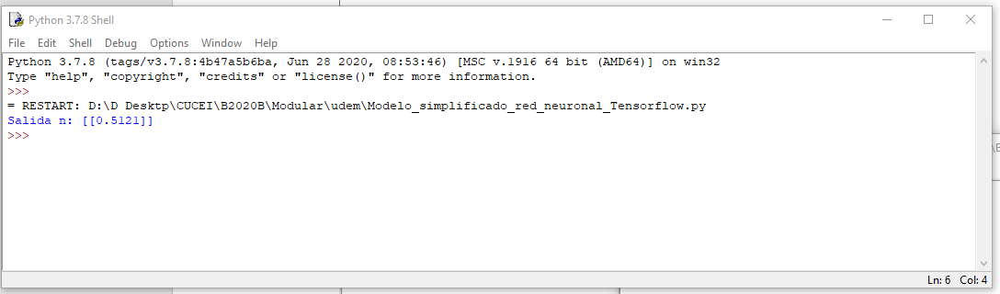 Python 3.7.8 Shell
File Edit Shell Debug Options Window Help
Python 3.7.8 (tags/v3.7.8:4b47a5b6ba, Jun 28 2020, 08:53:46) [MSC v.1916 64 bit (AMD64)] on win32
Type "help", "copyright", "credits" or "license()" for more information.
>>>
= RESTART: D:\D Desktp\CUCEI\B2020B\Modular\udem\Modelo_simplificado_red_neuronal_Tensorflow.py
Salida n: [[0.5121]]
>>>
Ln: 6 Col: 4